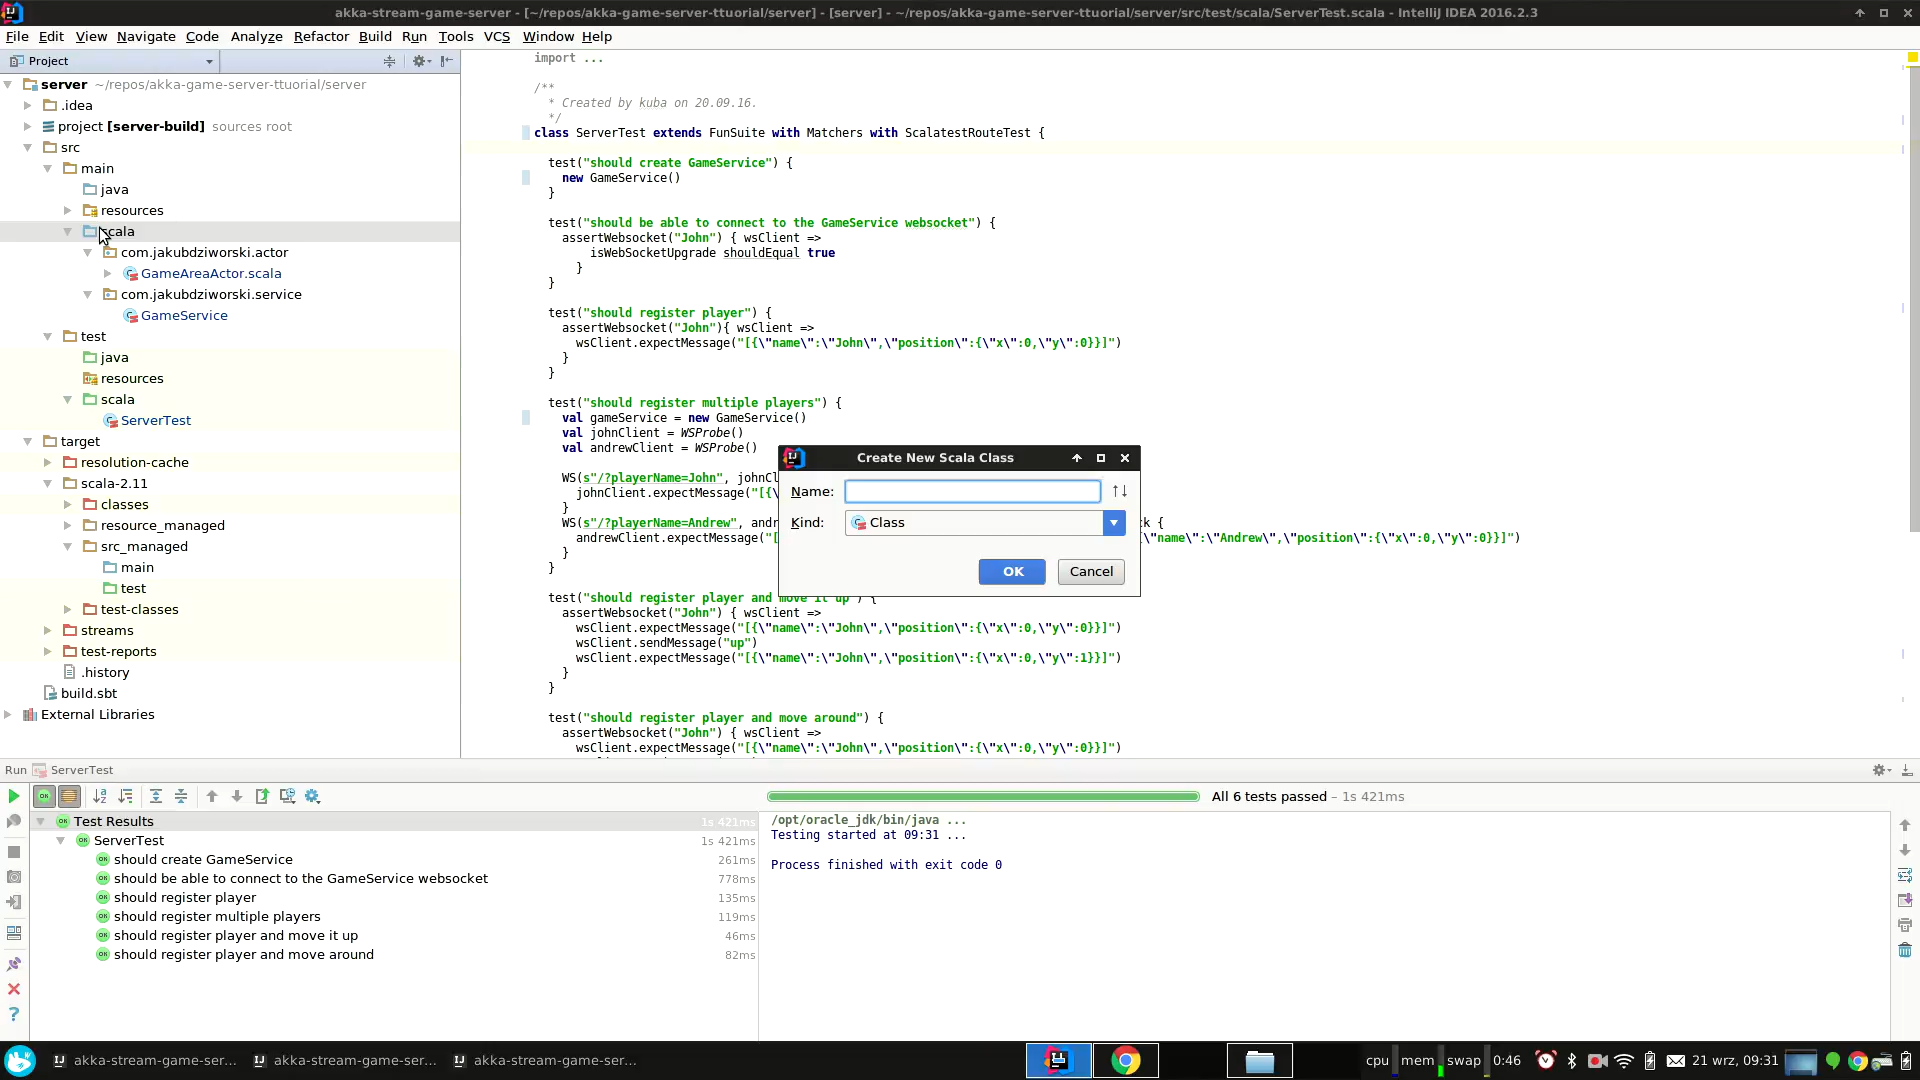 akka-stream-game-server - [~/repos/akka-game-server-ttuorial/server] - [server] - ~/repos/akka-game-server-ttuorial/server/src/test/scala/ServerTest.scala - IntelliJ IDEA 2016.2.3
File Edit View Navigate Code Analyze Refactor Build Run Tools VCS Window Help
Project
server ~/repos/akka-game-server-ttuorial/server
.idea
project [server-build] sources root
src
main
java
resources
scala
com.jakubdziworski.actor
GameAreaActor.scala
com.jakubdziworski.service
GameService
test
java
resources
scala
ServerTest
target
resolution-cache
scala-2.11
classes
resource_managed
src_managed
main
test
test-classes
streams
test-reports
.history
build.sbt
External Libraries
import ...
/**
* Created by kuba on 20.09.16.
*/
class ServerTest extends FunSuite with Matchers with ScalatestRouteTest {
test("should create GameService") {
new GameService()
}
test("should be able to connect to the GameService websocket") {
assertWebsocket("John") { wsClient =>
isWebSocketUpgrade shouldEqual true
}
}
test("should register player") {
assertWebsocket("John"){ wsClient =>
wsClient.expectMessage("[{\"name\":\"John\",\"position\":{\"x\":0,\"y\":0}}]")
}
}
test("should register multiple players") {
val gameService = new GameService()
val johnClient = WSProbe()
val andrewClient = WSProbe()
WS(s"/?playerName=John", johnCl
johnClient.expectMessage("[{\
}
WS(s"/?playerName=Andrew", andr
k {
andrewClient.expectMessage("[
\"name\":\"Andrew\",\"position\":{\"x\":0,\"y\":0}}]")
}
}
test("should register player and move it up") {
assertWebsocket("John") { wsClient =>
wsClient.expectMessage("[{\"name\":\"John\",\"position\":{\"x\":0,\"y\":0}}]")
wsClient.sendMessage("up")
wsClient.expectMessage("[{\"name\":\"John\",\"position\":{\"x\":0,\"y\":1}}]")
}
}
test("should register player and move around") {
assertWebsocket("John") { wsClient =>
wsClient.expectMessage("[{\"name\":\"John\",\"position\":{\"x\":0,\"y\":0}}]")
Create New Scala Class
Name:
Kind: Class
OK Cancel
Run ServerTest
All 6 tests passed – 1s 421ms
Test Results 1s 421ms
ServerTest 1s 421ms
should create GameService 261ms
should be able to connect to the GameService websocket 778ms
should register player 135ms
should register multiple players 119ms
should register player and move it up 46ms
should register player and move around 82ms
/opt/oracle_jdk/bin/java ...
Testing started at 09:31 ...
Process finished with exit code 0
akka-stream-game-ser... akka-stream-game-ser... akka-stream-game-ser...
cpu mem swap 0:46 21 wrz, 09:31